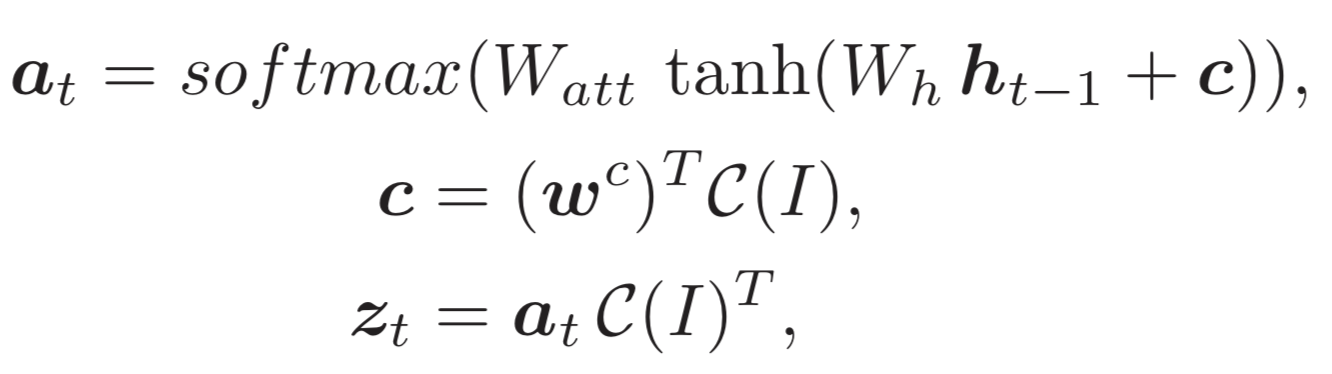 𝒂_t = softmax(W_att tanh(W_h 𝒉_{t−1} + 𝒄)),
𝒄 = (𝒘^c)^T 𝒞(I),
𝒛_t = 𝒂_t 𝒞(I)^T,